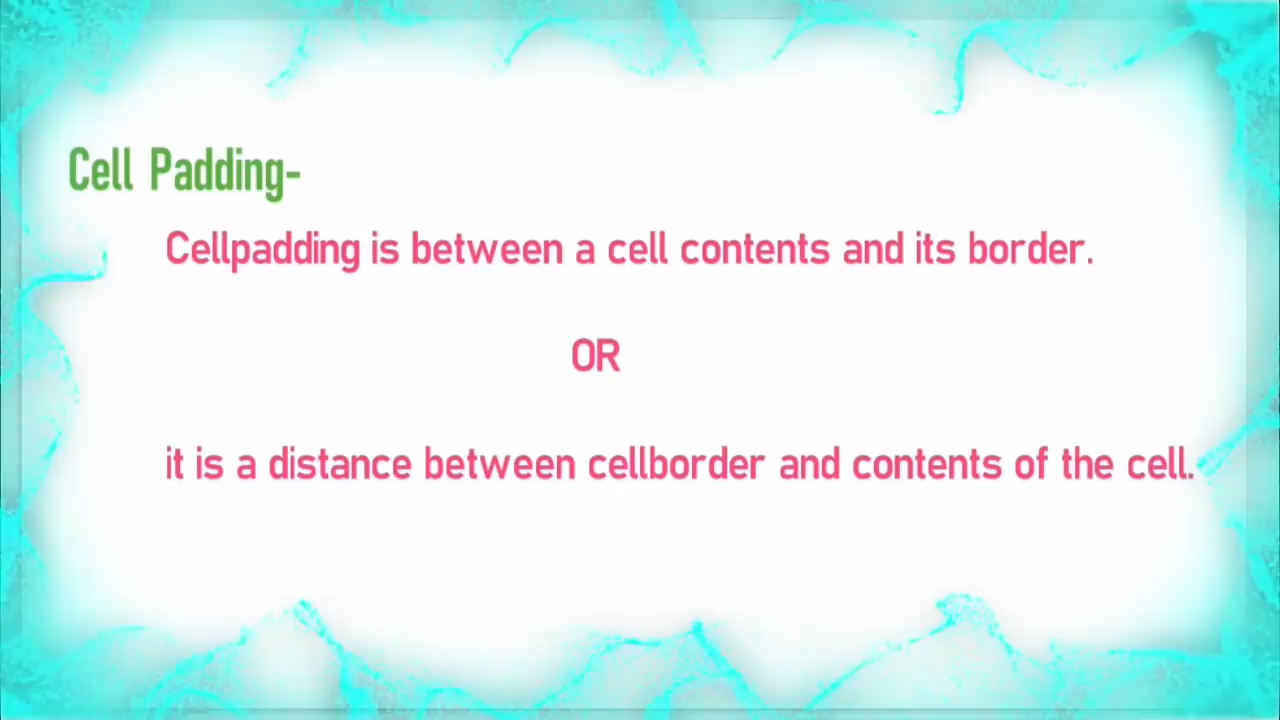 Cell Padding-
Cellpadding is between a cell contents and its border.
OR
it is a distance between cellborder and contents of the cell.